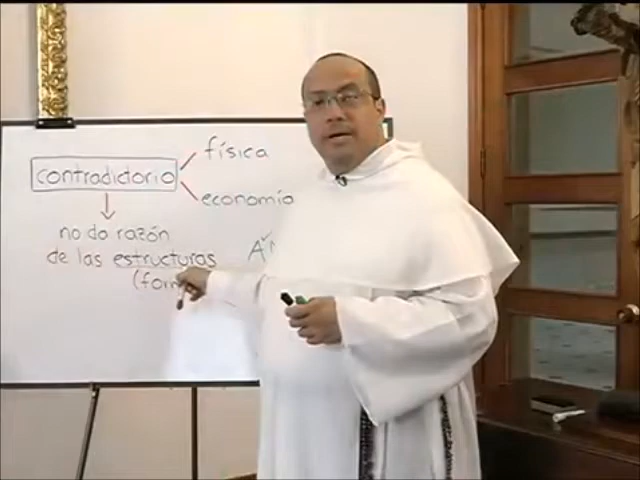 física
contradictorio
economía
no da razón
de las estructuras